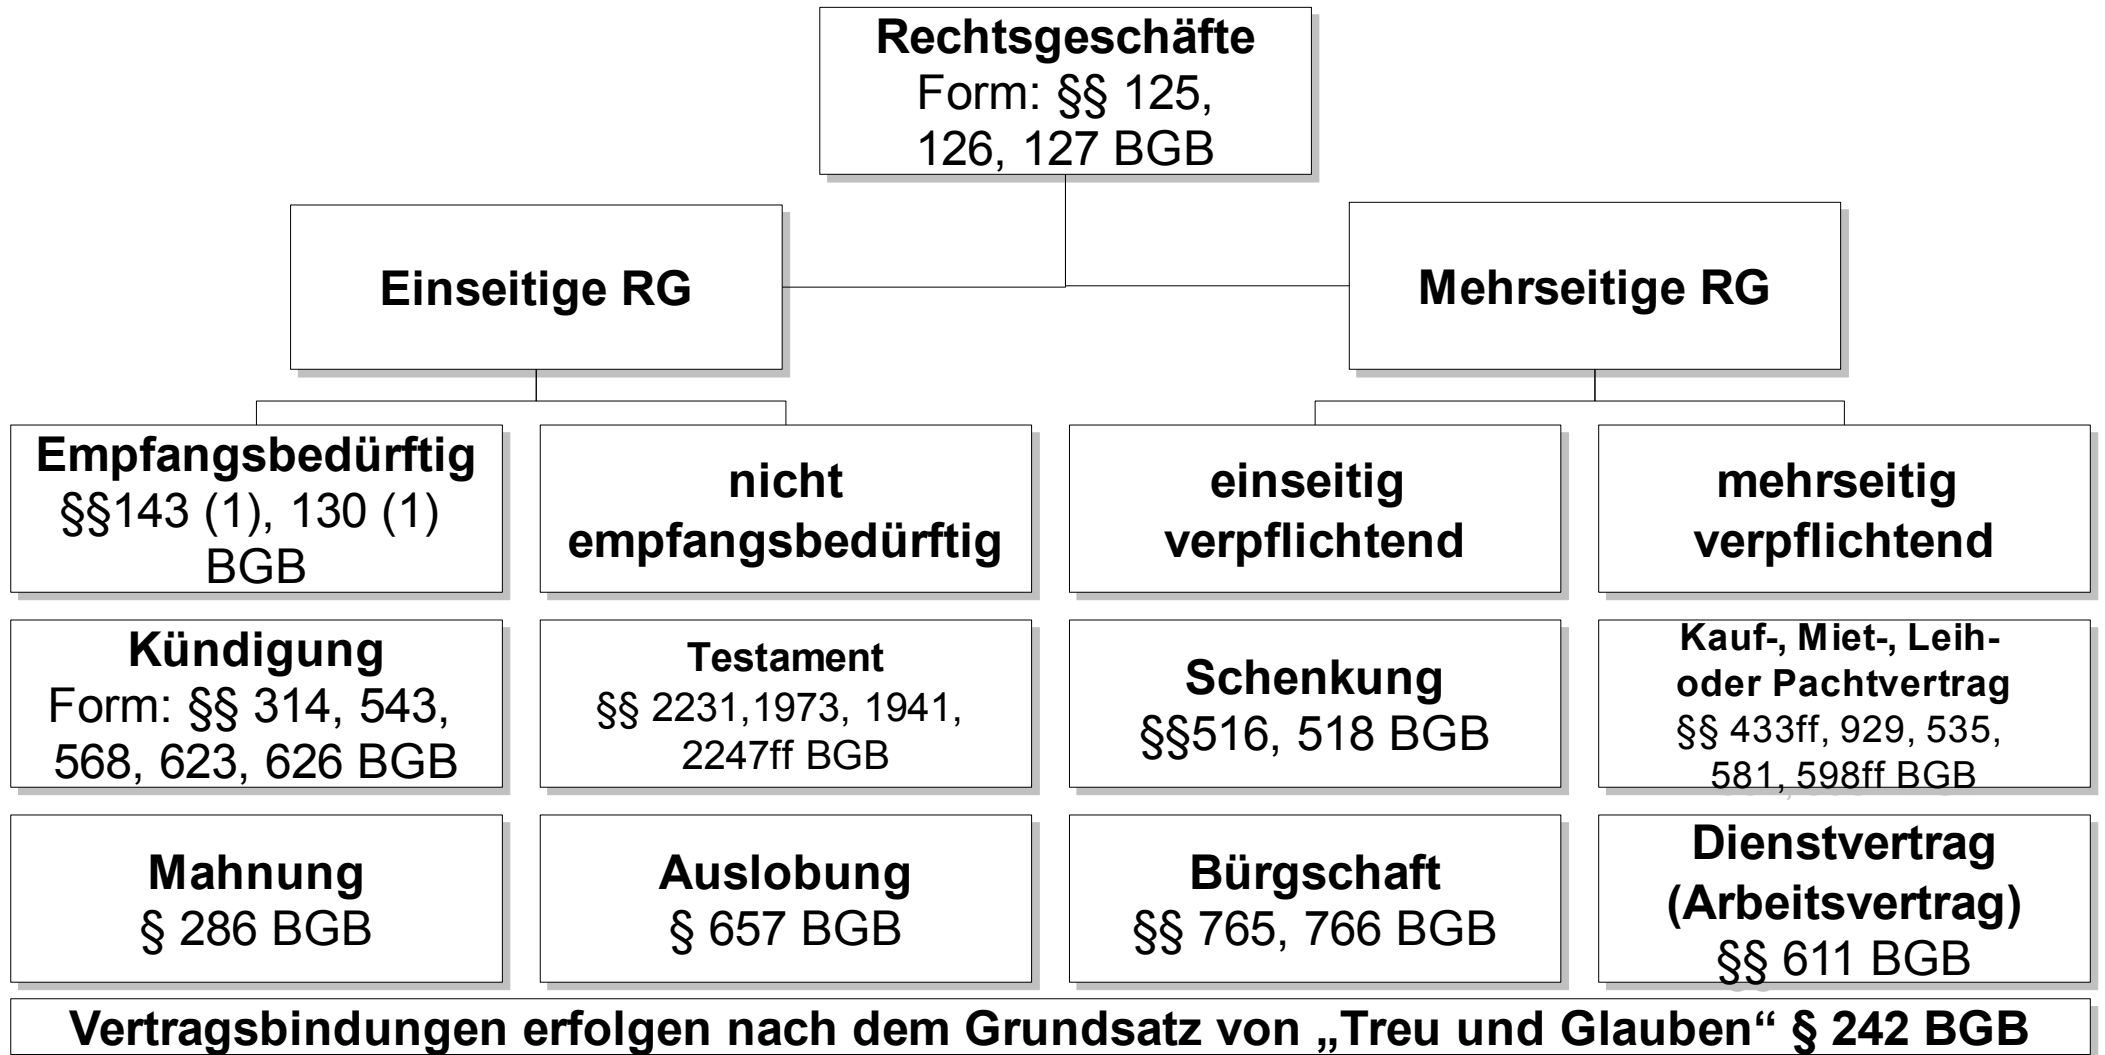 Rechtsgeschäfte
Form: §§ 125,
126, 127 BGB
Einseitige RG
Mehrseitige RG
Empfangsbedürftig
§§143 (1), 130 (1)
BGB
nicht
empfangsbedürftig
einseitig
verpflichtend
mehrseitig
verpflichtend
Kündigung
Form: §§ 314, 543,
568, 623, 626 BGB
Testament
§§ 2231,1973, 1941,
2247ff BGB
Schenkung
§§516, 518 BGB
Kauf-, Miet-, Leih-
oder Pachtvertrag
§§ 433ff, 929, 535,
581, 598ff BGB
Mahnung
§ 286 BGB
Auslobung
§ 657 BGB
Bürgschaft
§§ 765, 766 BGB
Dienstvertrag
(Arbeitsvertrag)
§§ 611 BGB
Vertragsbindungen erfolgen nach dem Grundsatz von „Treu und Glauben“ § 242 BGB